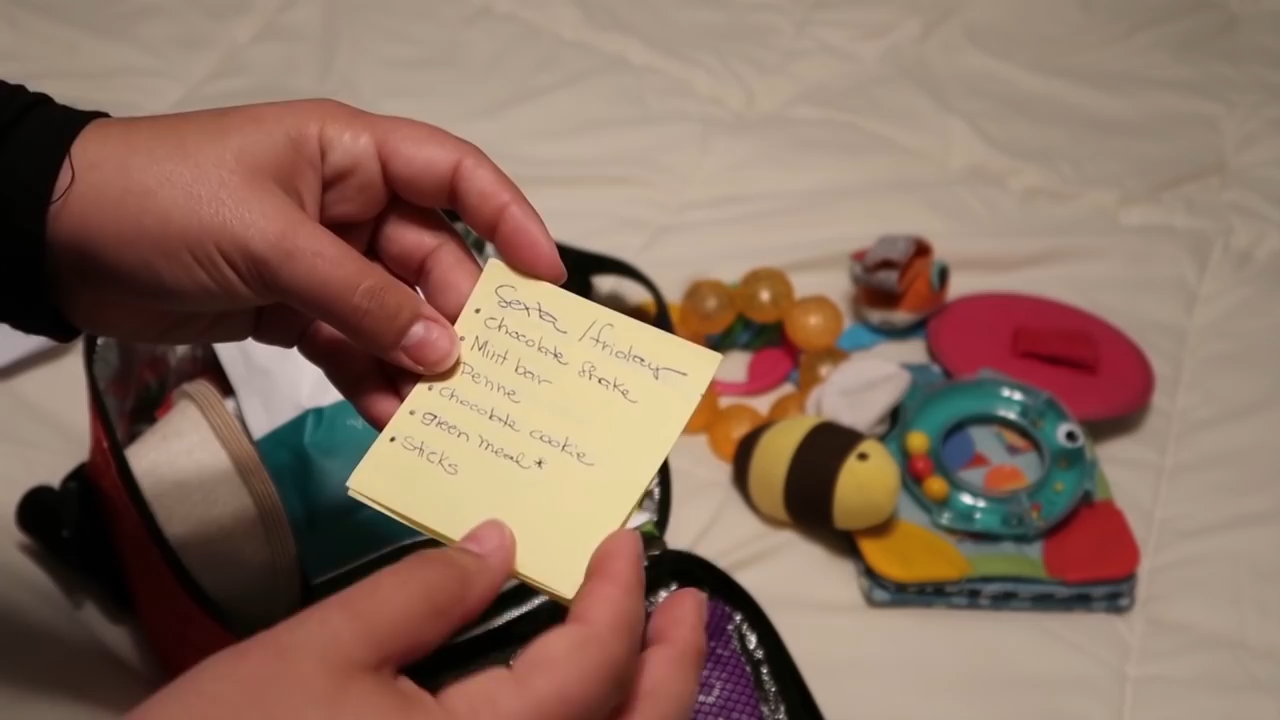 Sexta /friday
• chocolate shake
• Mint bar
Penne
• chocolate cookie
• green meal*
• Sticks